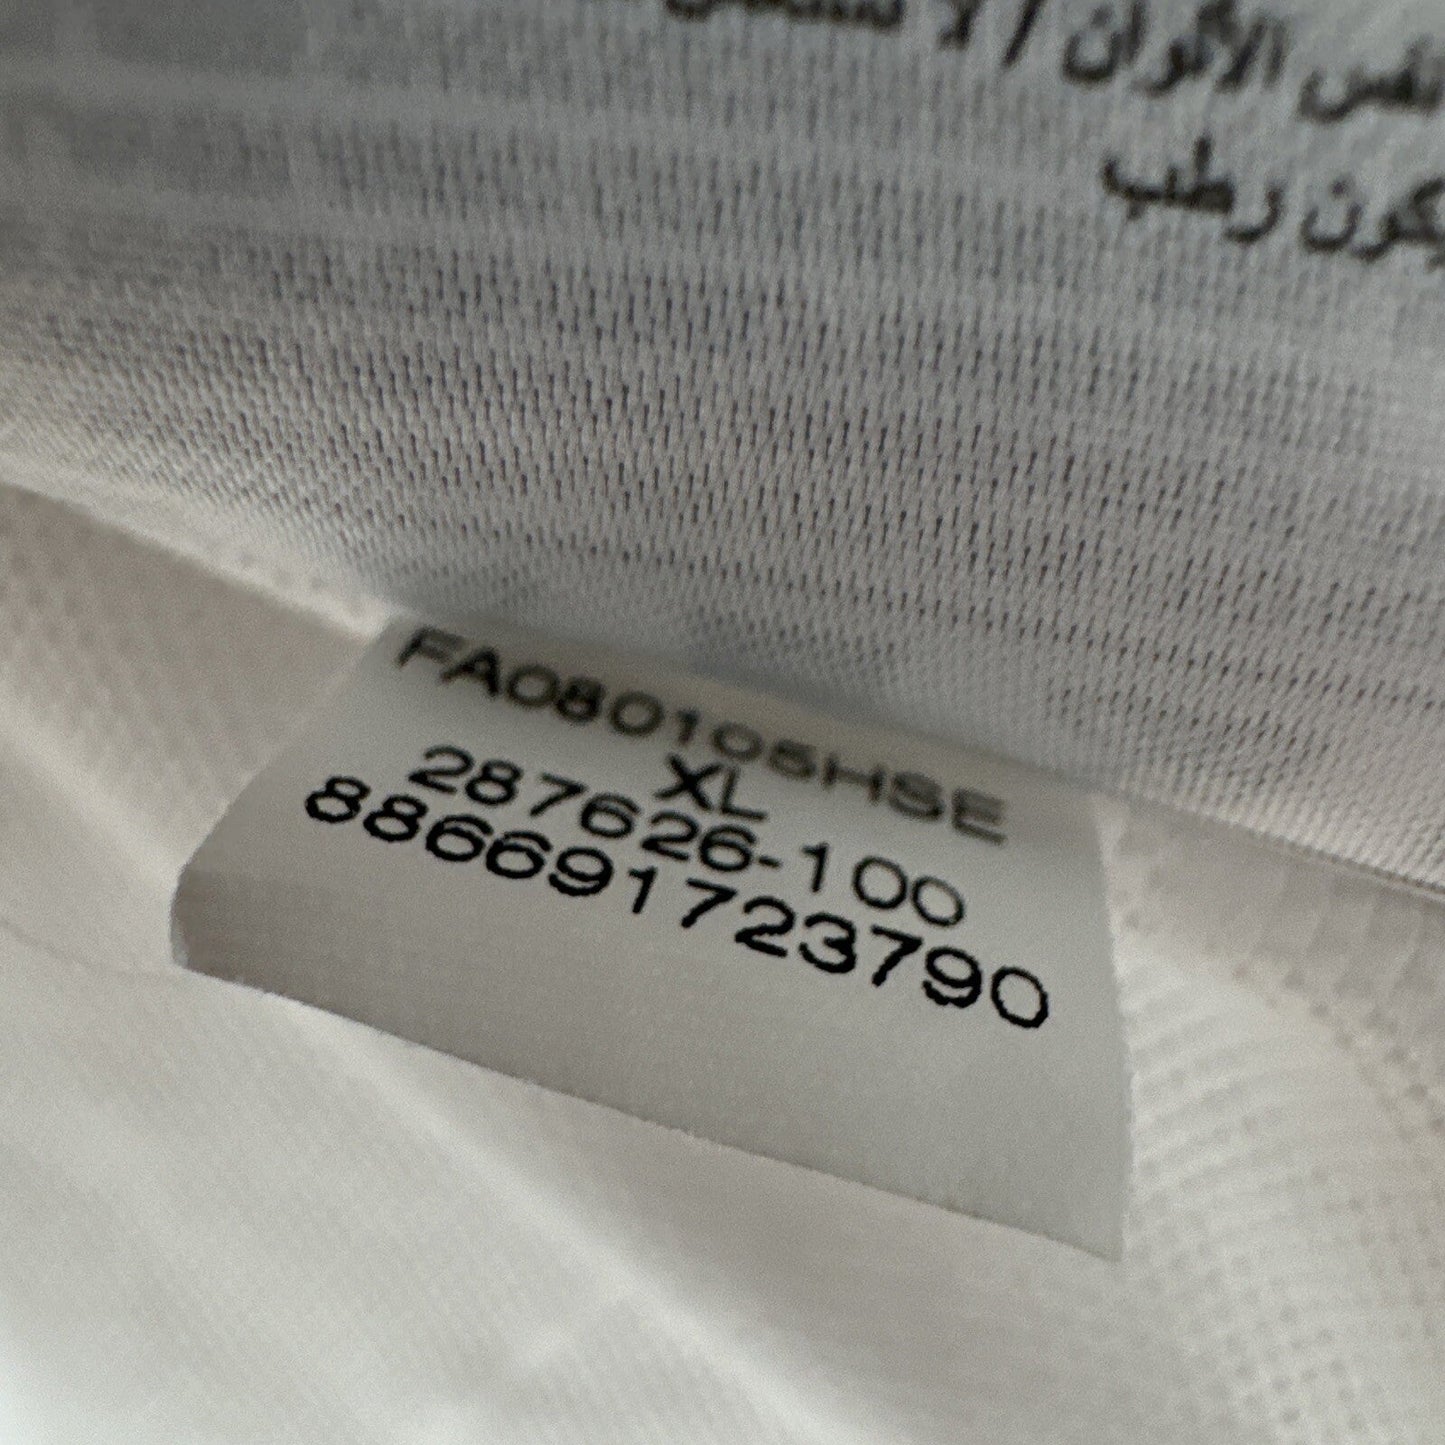 نفس الألوان / لا تستعمل
يكون رطب
FA080105HSE
XL
287626-100
886691723790